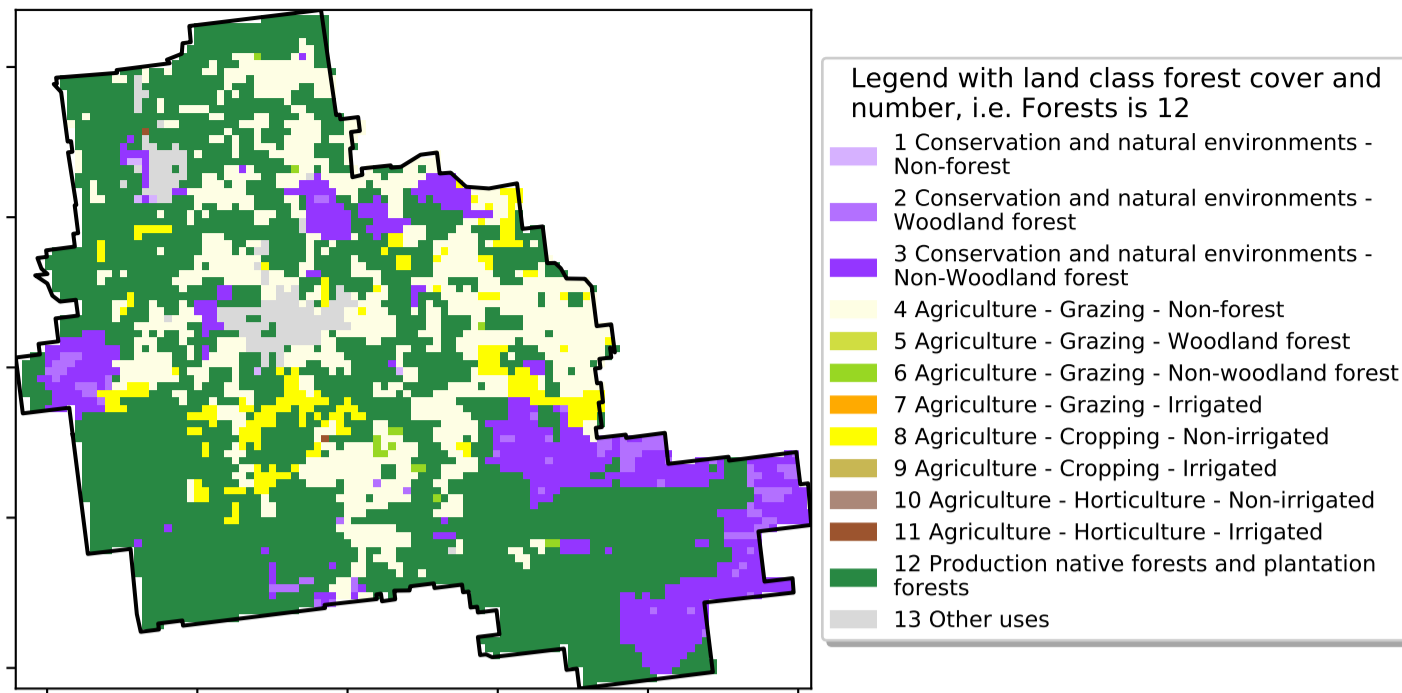 Legend with land class forest cover and
number, i.e. Forests is 12
1 Conservation and natural environments -
Non-forest
2 Conservation and natural environments -
Woodland forest
3 Conservation and natural environments -
Non-Woodland forest
4 Agriculture - Grazing - Non-forest
5 Agriculture - Grazing - Woodland forest
6 Agriculture - Grazing - Non-woodland forest
7 Agriculture - Grazing - Irrigated
8 Agriculture - Cropping - Non-irrigated
9 Agriculture - Cropping - Irrigated
10 Agriculture - Horticulture - Non-irrigated
11 Agriculture - Horticulture - Irrigated
12 Production native forests and plantation
forests
13 Other uses